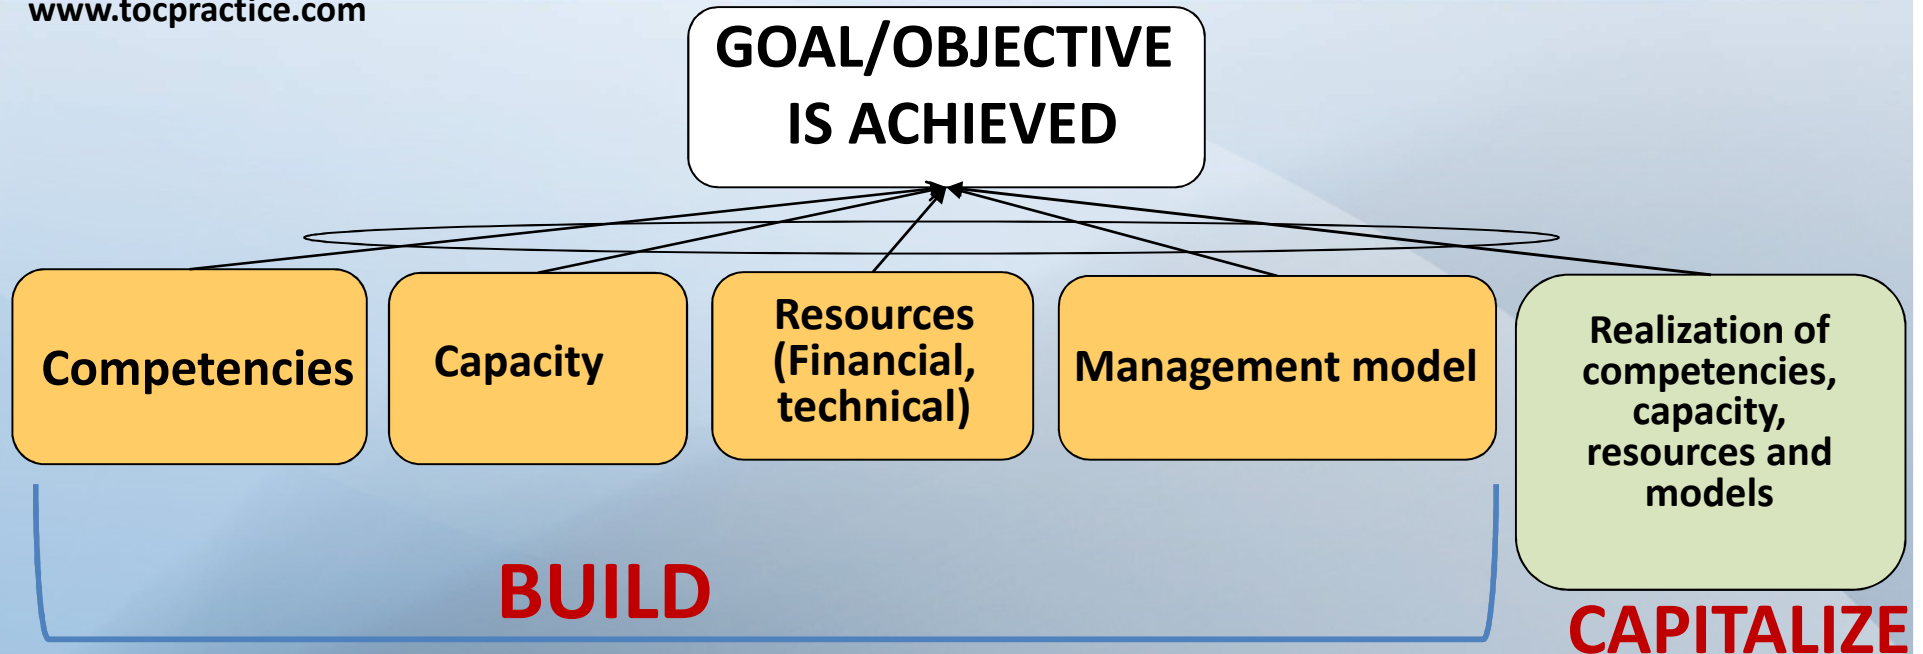 www.tocpractice.com
GOAL/OBJECTIVE
IS ACHIEVED
Competencies
Capacity
Resources
(Financial,
technical)
Management model
Realization of
competencies,
capacity,
resources and
models
BUILD
CAPITALIZE